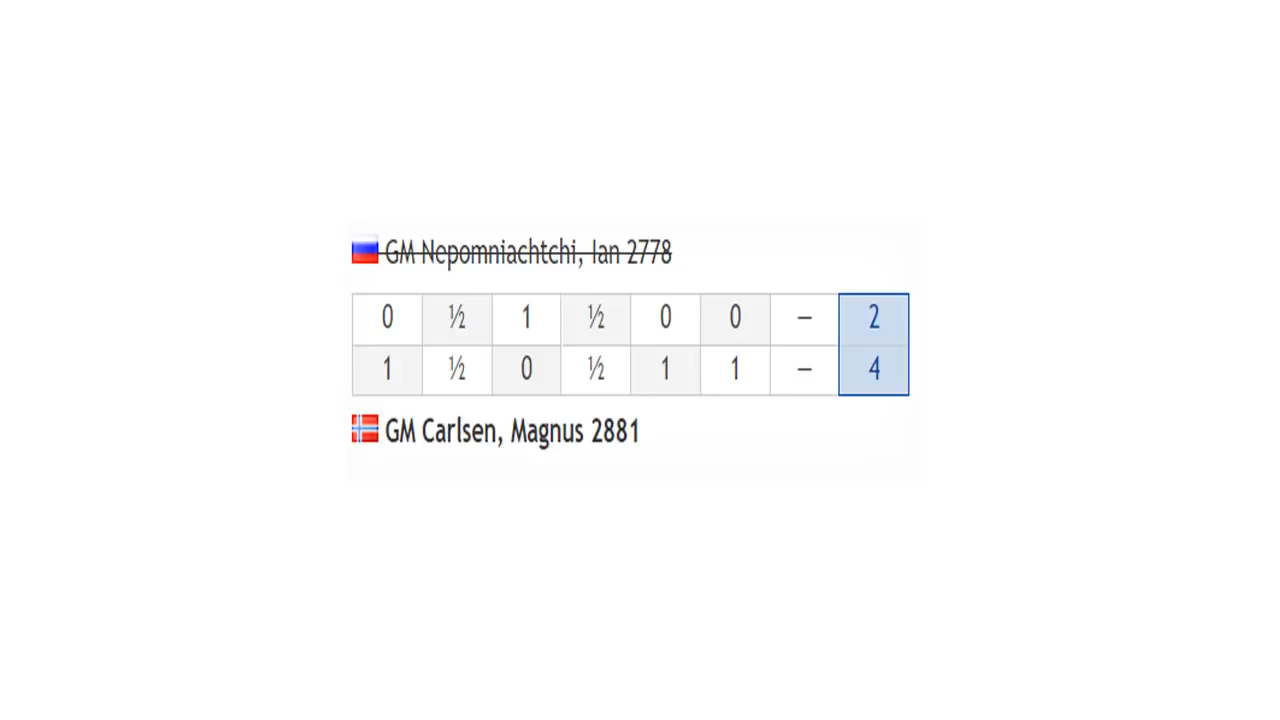 GM Nepomniachtchi, Ian 2778
0 ½ 1 ½ 0 0 – 2
1 ½ 0 ½ 1 1 – 4
GM Carlsen, Magnus 2881